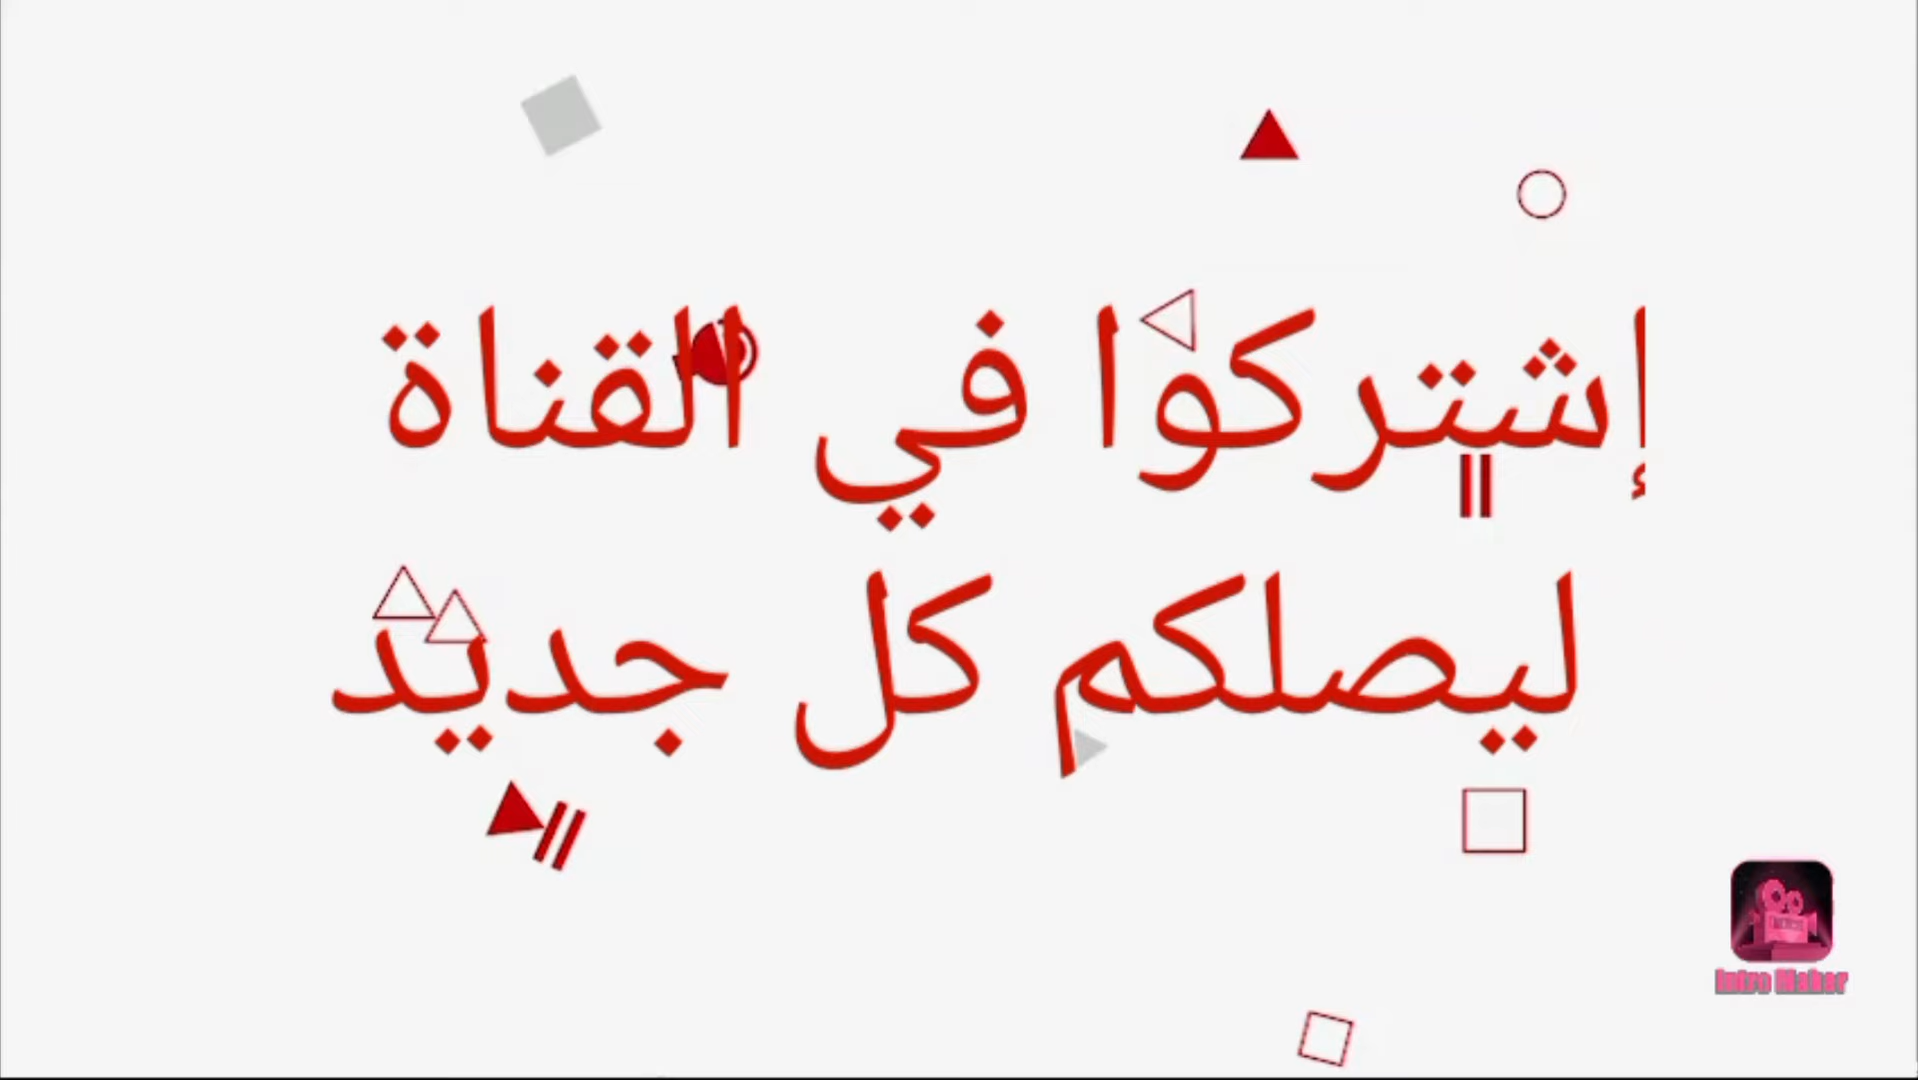 إشتركوا في القناة
ليصلكم كل جديد
Intro Maker